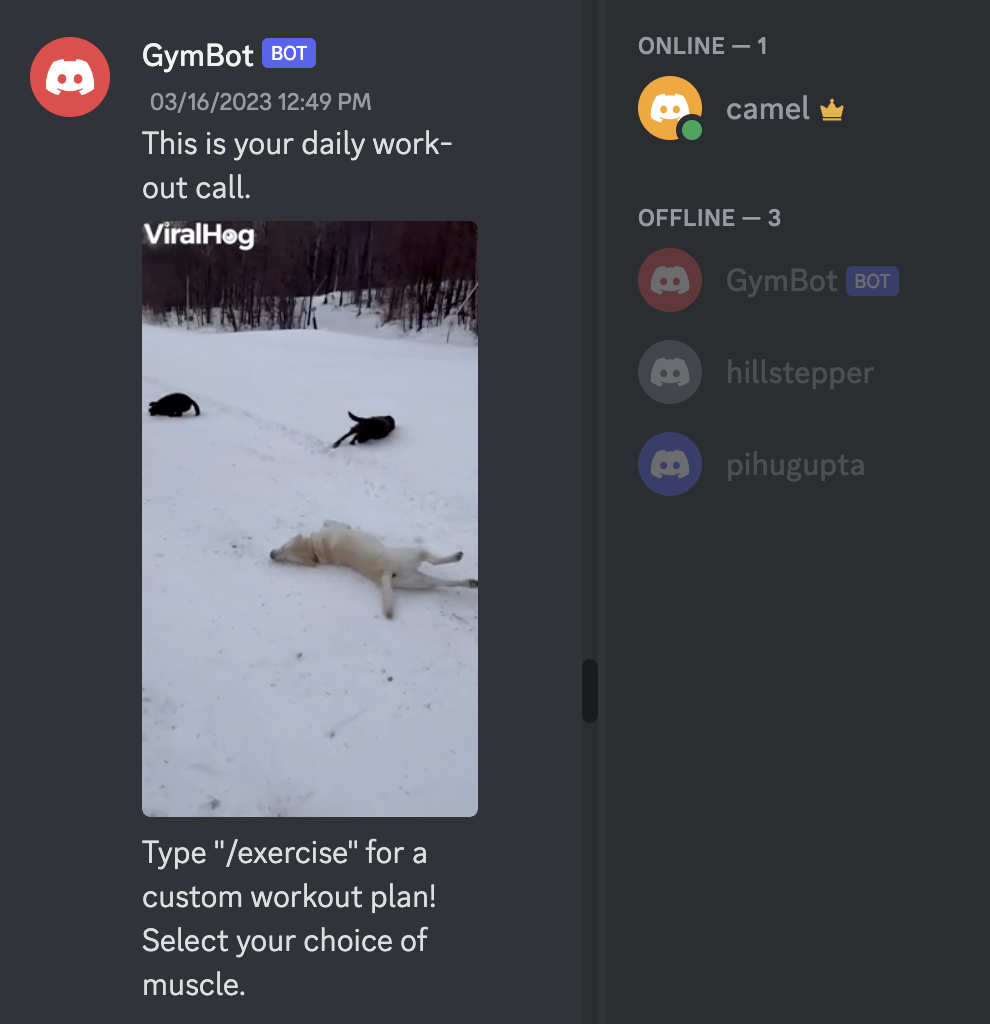 GymBot BOT
03/16/2023 12:49 PM
This is your daily work-
out call.
ViralHog
Type "/exercise" for a
custom workout plan!
Select your choice of
muscle.
ONLINE — 1
camel
OFFLINE — 3
GymBot BOT
hillstepper
pihugupta